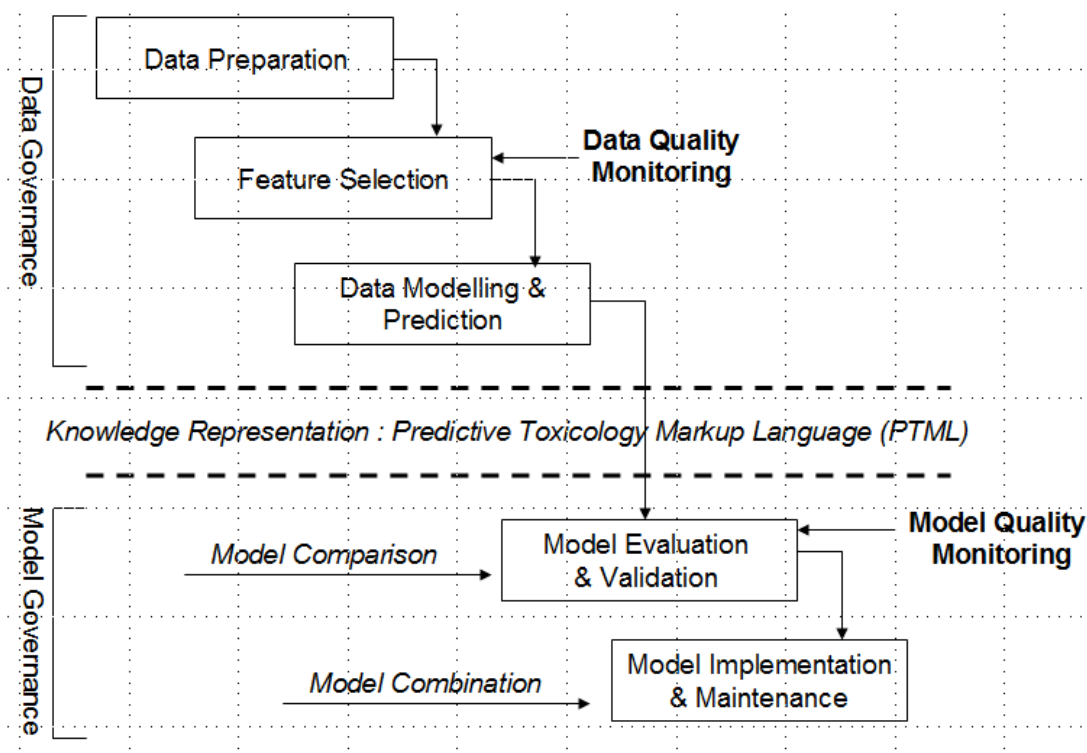 Data Governance
Data Preparation
Feature Selection
Data Quality
Monitoring
Data Modelling &
Prediction
Knowledge Representation : Predictive Toxicology Markup Language (PTML)
Model Governance
Model Comparison
Model Evaluation
& Validation
Model Quality
Monitoring
Model Combination
Model Implementation
& Maintenance